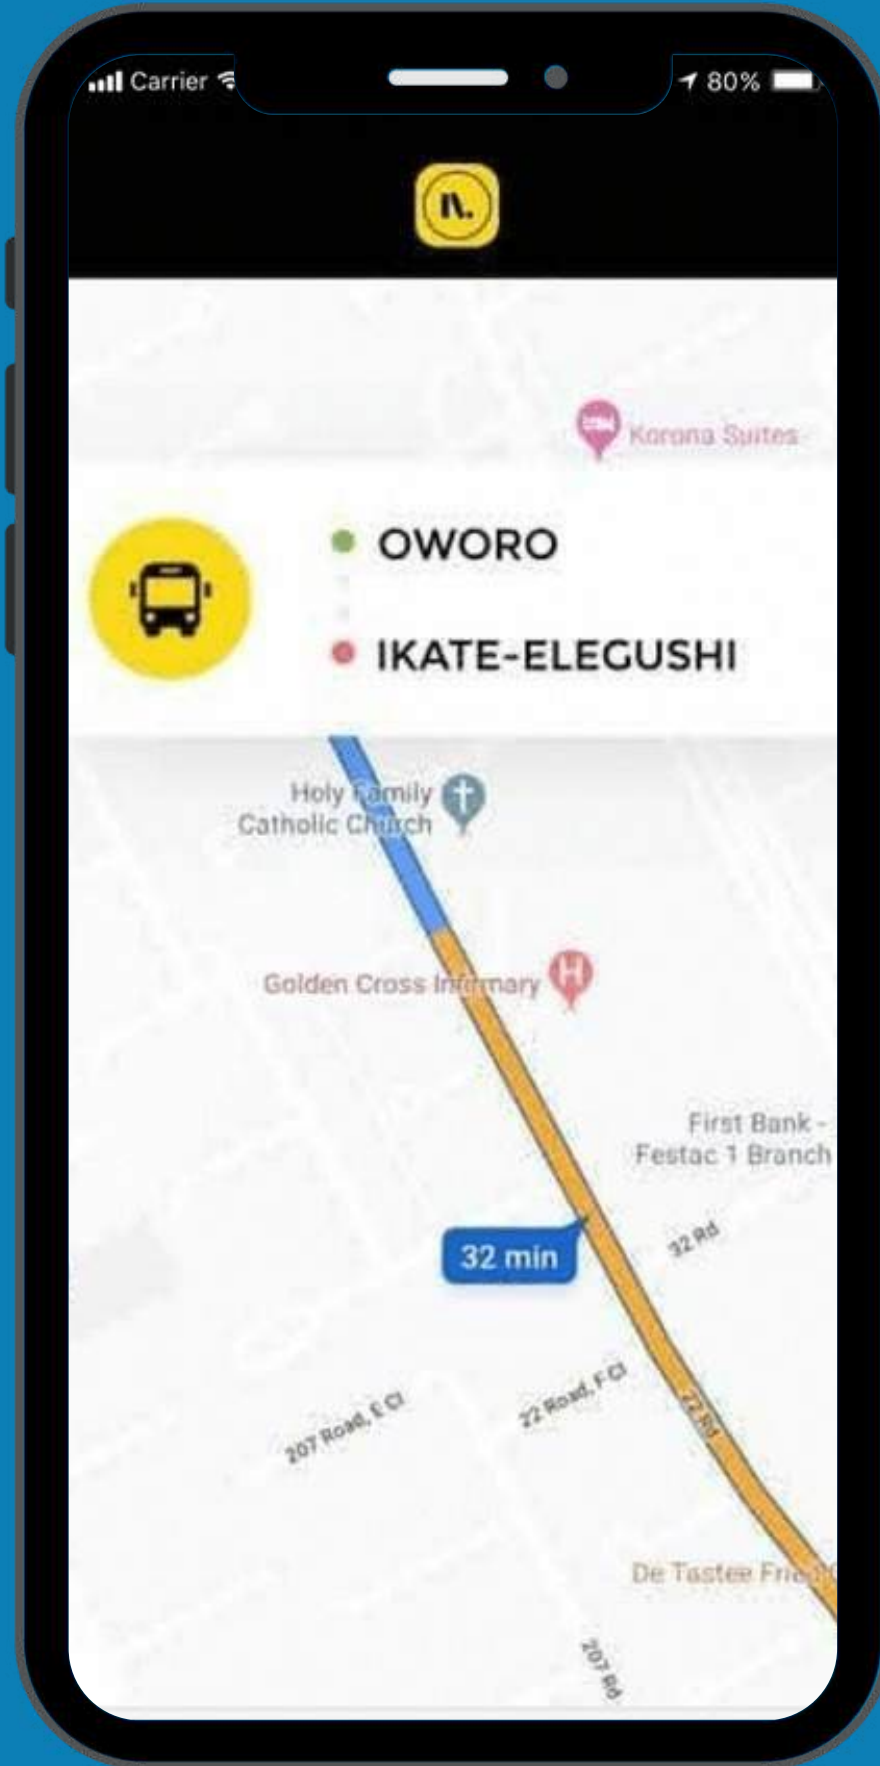 Carrier
80%
Korona Suites
OWORO
IKATE-ELEGUSHI
Holy Family
Catholic Church
Golden Cross Infirmary
First Bank -
Festac 1 Branch
32 Rd
32 min
22 Road, F Cl
207 Road, E Cl
22 Rd
De Tastee Fried C
207 Rd